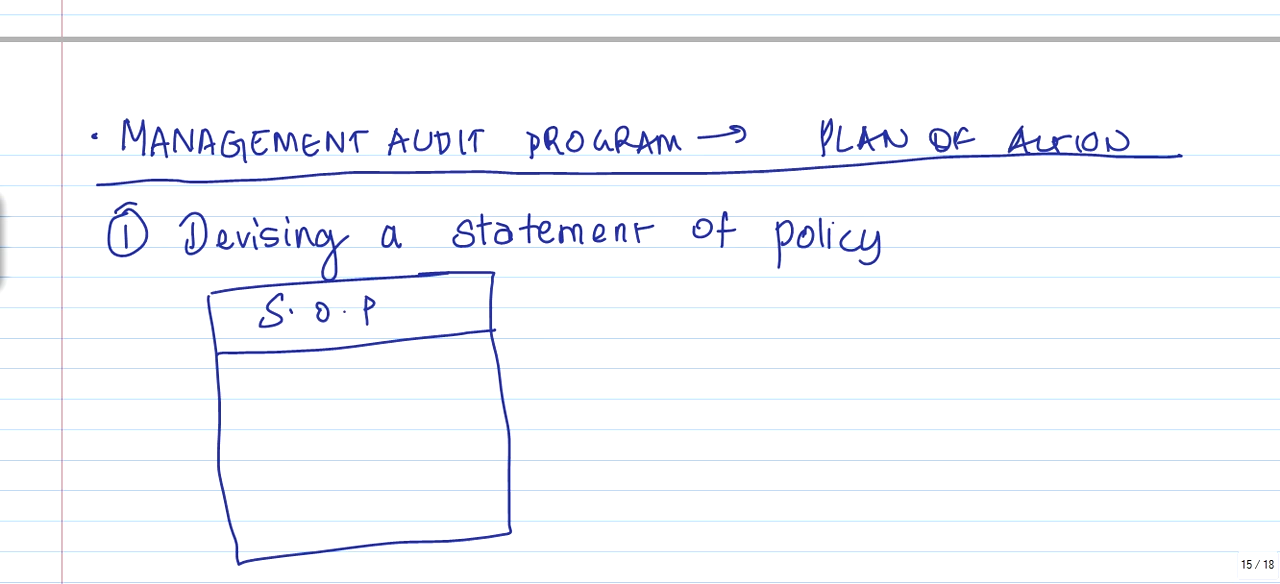 • MANAGEMENT AUDIT PROGRAM → PLAN OF ACTION
① Devising a statement of policy
S. O. P
15 / 18